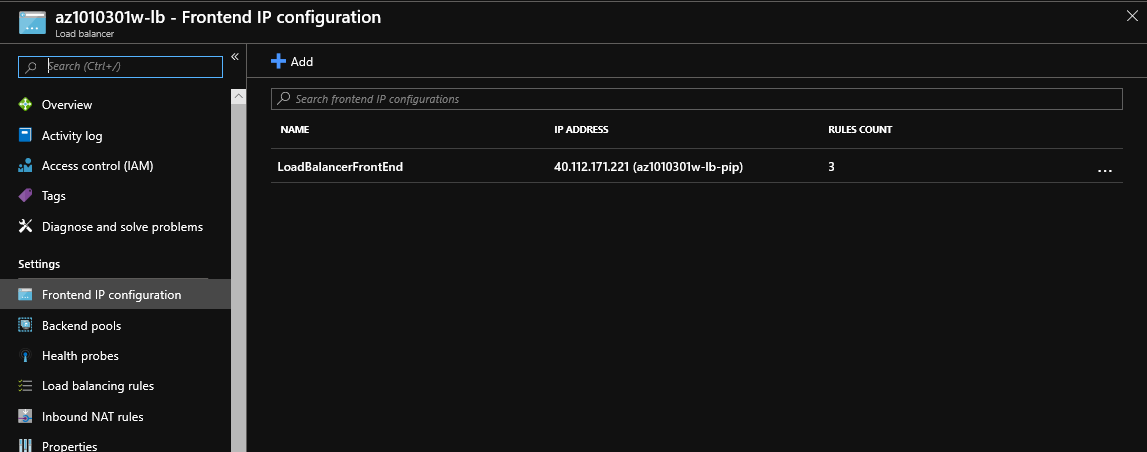 az1010301w-lb - Frontend IP configuration
Load balancer
Search (Ctrl+/)
«
Overview
Activity log
Access control (IAM)
Tags
Diagnose and solve problems
Settings
Frontend IP configuration
Backend pools
Health probes
Load balancing rules
Inbound NAT rules
Properties
Add
Search frontend IP configurations
NAME IP ADDRESS RULES COUNT
LoadBalancerFrontEnd 40.112.171.221 (az1010301w-lb-pip) 3 ...